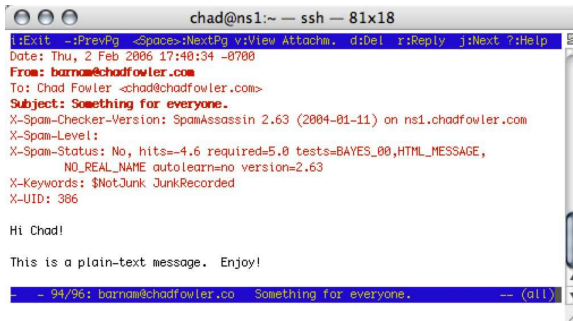 chad@ns1:~ — ssh — 81x18
i:Exit -:PrevPg <Space>:NextPg v:View Attachm. d:Del r:Reply j:Next ?:Help
Date: Thu, 2 Feb 2006 17:40:34 -0700
From: barnam@chadfowler.com
To: Chad Fowler <chad@chadfowler.com>
Subject: Something for everyone.
X-Spam-Checker-Version: SpamAssassin 2.63 (2004-01-11) on ns1.chadfowler.com
X-Spam-Level:
X-Spam-Status: No, hits=-4.6 required=5.0 tests=BAYES_00,HTML_MESSAGE,
NO_REAL_NAME autolearn=no version=2.63
X-Keywords: $NotJunk JunkRecorded
X-UID: 386
Hi Chad!
This is a plain-text message. Enjoy!
- - 94/96: barnam@chadfowler.co Something for everyone. -- (all)